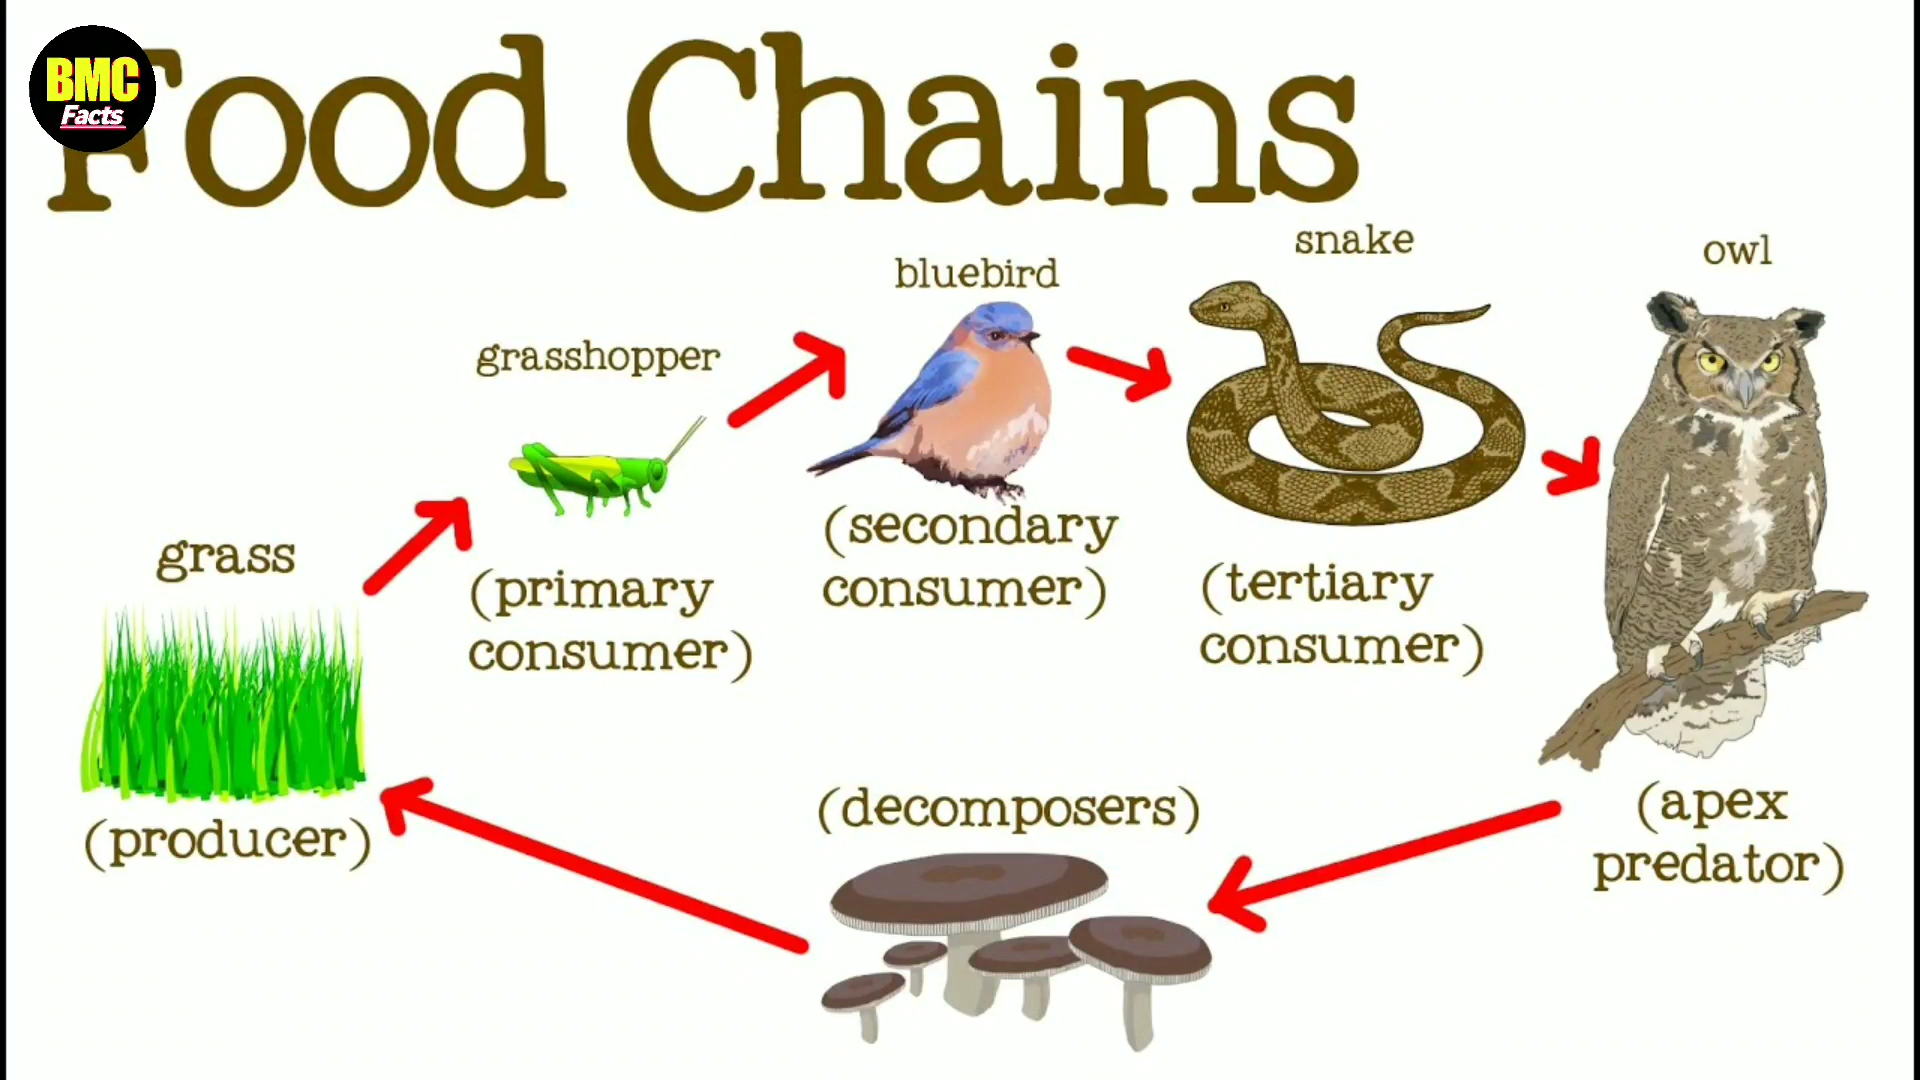 BMC
Facts
Food Chains
snake
owl
bluebird
grasshopper
grass
(secondary
consumer)
(primary
consumer)
(tertiary
consumer)
(producer)
(decomposers)
(apex
predator)